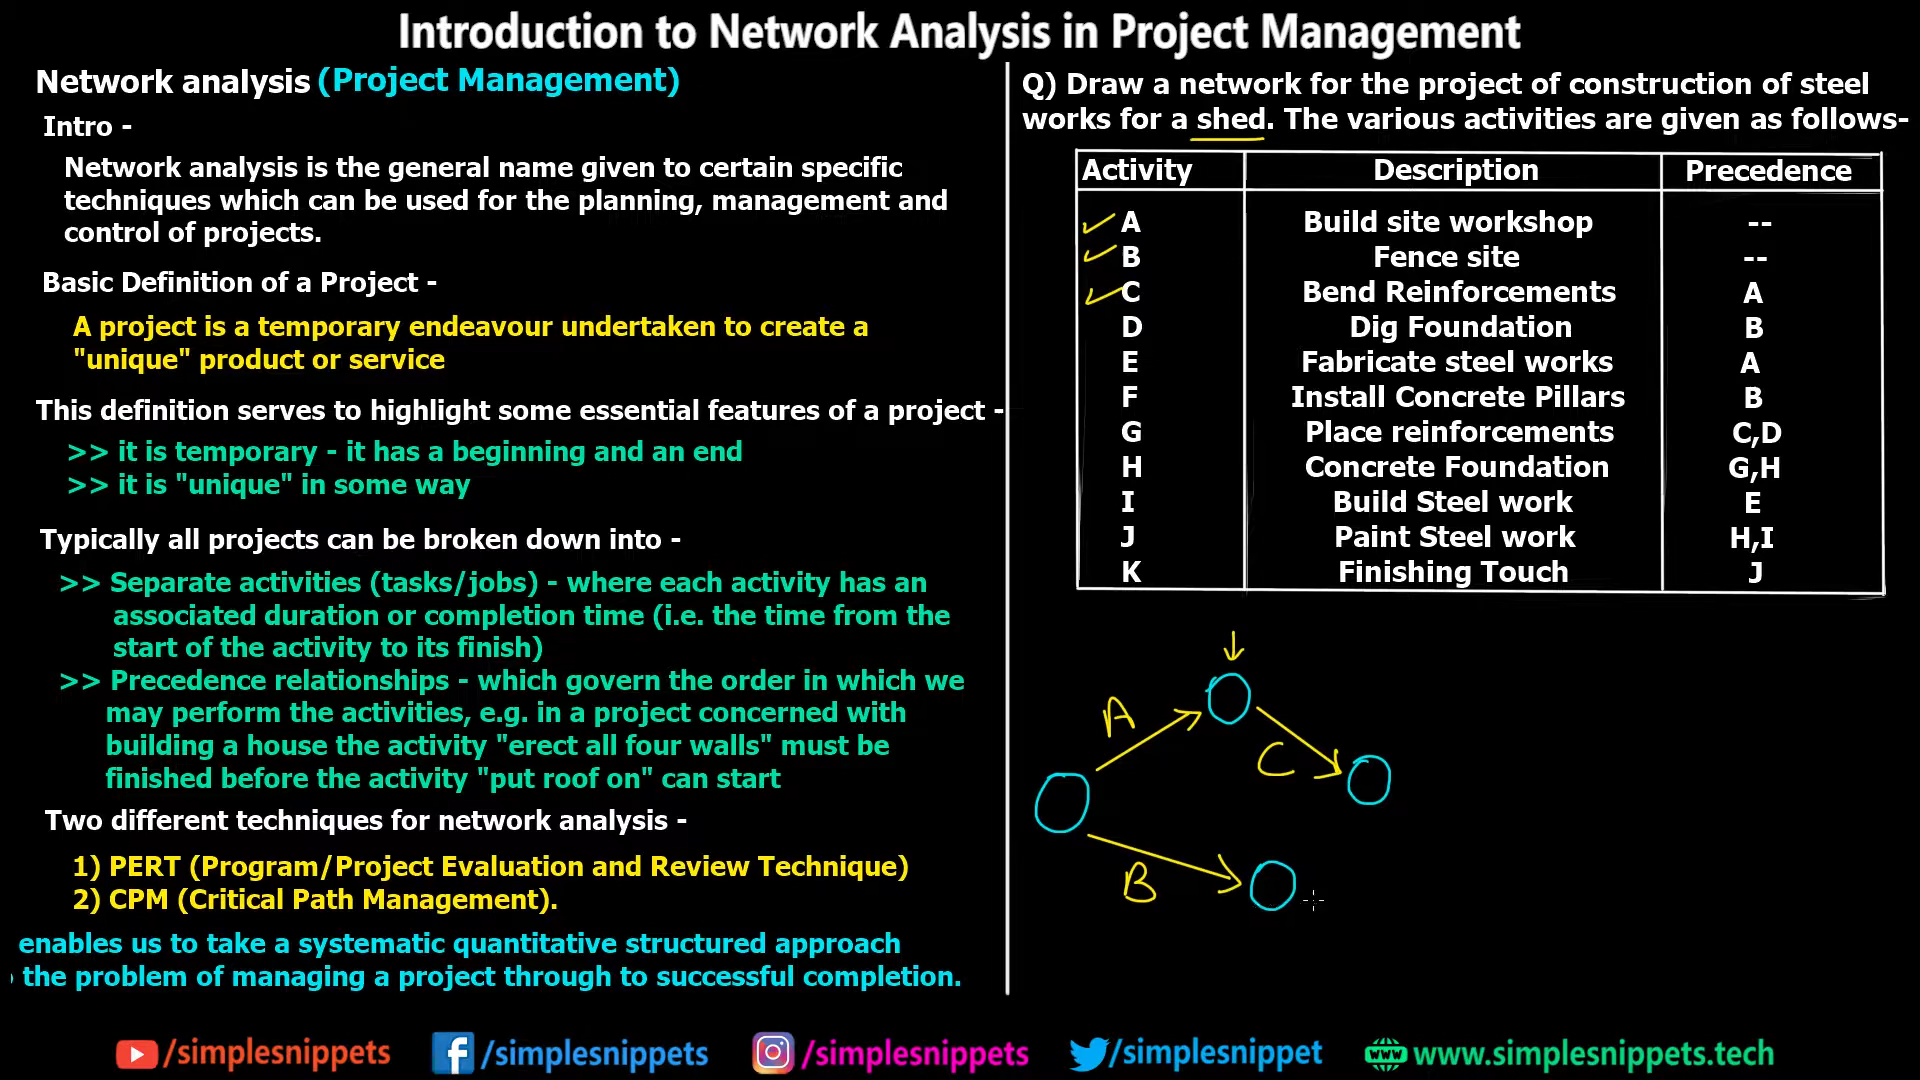 Introduction to Network Analysis in Project Management
Network analysis (Project Management)
Intro -
Network analysis is the general name given to certain specific
techniques which can be used for the planning, management and
control of projects.
Basic Definition of a Project -
A project is a temporary endeavour undertaken to create a
"unique" product or service
This definition serves to highlight some essential features of a project -
>> it is temporary - it has a beginning and an end
>> it is "unique" in some way
Typically all projects can be broken down into -
>> Separate activities (tasks/jobs) - where each activity has an
associated duration or completion time (i.e. the time from the
start of the activity to its finish)
>> Precedence relationships - which govern the order in which we
may perform the activities, e.g. in a project concerned with
building a house the activity "erect all four walls" must be
finished before the activity "put roof on" can start
Two different techniques for network analysis -
1) PERT (Program/Project Evaluation and Review Technique)
2) CPM (Critical Path Management).
enables us to take a systematic quantitative structured approach
the problem of managing a project through to successful completion.
Q) Draw a network for the project of construction of steel
works for a shed. The various activities are given as follows-
Activity Description Precedence
A Build site workshop --
B Fence site --
C Bend Reinforcements A
D Dig Foundation B
E Fabricate steel works A
F Install Concrete Pillars B
G Place reinforcements C,D
H Concrete Foundation G,H
I Build Steel work E
J Paint Steel work H,I
K Finishing Touch J
A
C
B
/simplesnippets /simplesnippets /simplesnippets /simplesnippet www.simplesnippets.tech